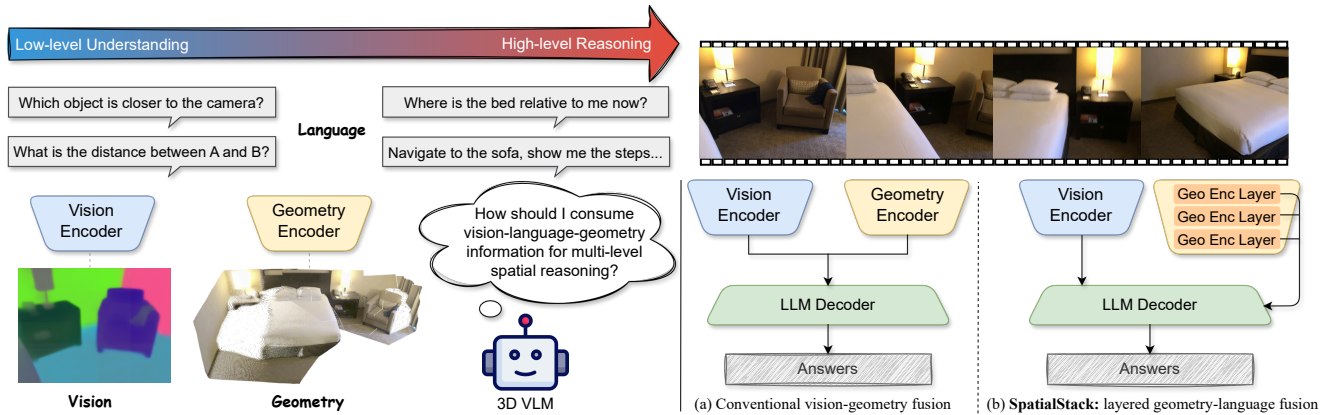 Low-level Understanding
High-level Reasoning
Which object is closer to the camera?
What is the distance between A and B?
Language
Where is the bed relative to me now?
Navigate to the sofa, show me the steps...
Vision
Encoder
Geometry
Encoder
How should I consume
vision-language-geometry
information for multi-level
spatial reasoning?
Vision
Geometry
3D VLM
Vision
Encoder
Geometry
Encoder
LLM Decoder
Answers
(a) Conventional vision-geometry fusion
Vision
Encoder
Geo Enc Layer
Geo Enc Layer
Geo Enc Layer
LLM Decoder
Answers
(b) SpatialStack: layered geometry-language fusion